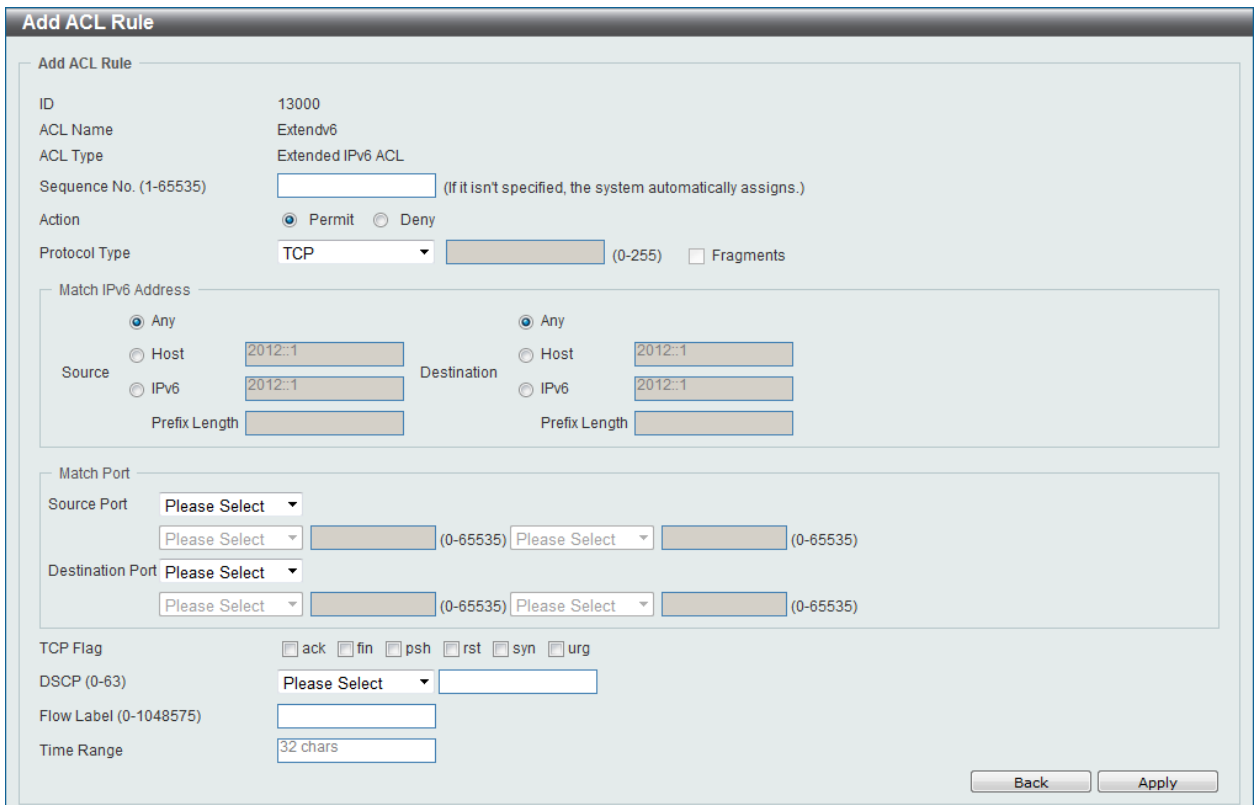 Add ACL Rule
Add ACL Rule
ID 13000
ACL Name Extendv6
ACL Type Extended IPv6 ACL
Sequence No. (1-65535) (If it isn't specified, the system automatically assigns.)
Action Permit Deny
Protocol Type TCP (0-255) Fragments
Match IPv6 Address
Any Any
Host 2012::1 Host 2012::1
Source Destination
IPv6 2012::1 IPv6 2012::1
Prefix Length Prefix Length
Match Port
Source Port Please Select
Please Select (0-65535) Please Select (0-65535)
Destination Port Please Select
Please Select (0-65535) Please Select (0-65535)
TCP Flag ack fin psh rst syn urg
DSCP (0-63) Please Select
Flow Label (0-1048575)
Time Range 32 chars
Back Apply